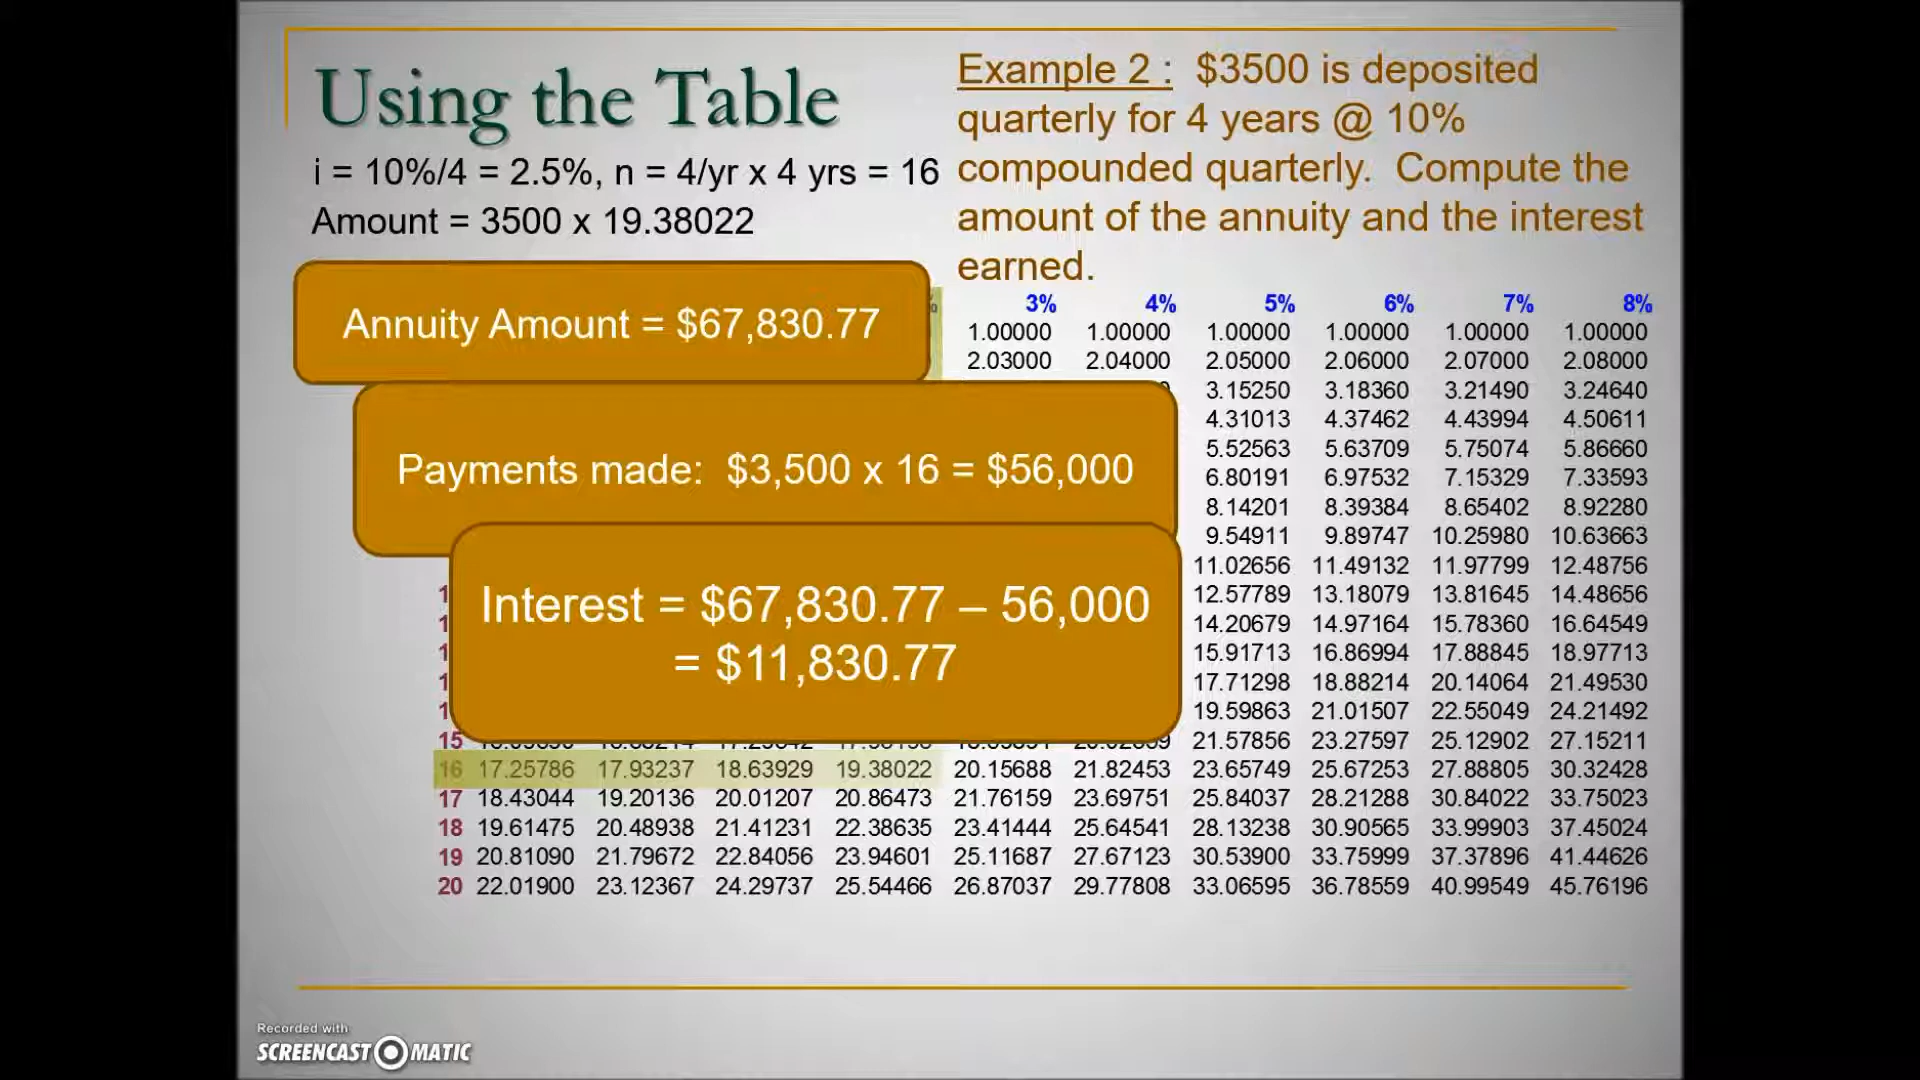 Using the Table
i = 10%/4 = 2.5%, n = 4/yr x 4 yrs = 16
Amount = 3500 x 19.38022
Example 2 : $3500 is deposited
quarterly for 4 years @ 10%
compounded quarterly. Compute the
amount of the annuity and the interest
earned.
Annuity Amount = $67,830.77
Payments made: $3,500 x 16 = $56,000
Interest = $67,830.77 – 56,000
= $11,830.77
3% 4% 5% 6% 7% 8%
1.00000 1.00000 1.00000 1.00000 1.00000 1.00000
2.03000 2.04000 2.05000 2.06000 2.07000 2.08000
3.15250 3.18360 3.21490 3.24640
4.31013 4.37462 4.43994 4.50611
5.52563 5.63709 5.75074 5.86660
6.80191 6.97532 7.15329 7.33593
8.14201 8.39384 8.65402 8.92280
9.54911 9.89747 10.25980 10.63663
11.02656 11.49132 11.97799 12.48756
12.57789 13.18079 13.81645 14.48656
14.20679 14.97164 15.78360 16.64549
15.91713 16.86994 17.88845 18.97713
17.71298 18.88214 20.14064 21.49530
19.59863 21.01507 22.55049 24.21492
15 21.57856 23.27597 25.12902 27.15211
16 17.25786 17.93237 18.63929 19.38022 20.15688 21.82453 23.65749 25.67253 27.88805 30.32428
17 18.43044 19.20136 20.01207 20.86473 21.76159 23.69751 25.84037 28.21288 30.84022 33.75023
18 19.61475 20.48938 21.41231 22.38635 23.41444 25.64541 28.13238 30.90565 33.99903 37.45024
19 20.81090 21.79672 22.84056 23.94601 25.11687 27.67123 30.53900 33.75999 37.37896 41.44626
20 22.01900 23.12367 24.29737 25.54466 26.87037 29.77808 33.06595 36.78559 40.99549 45.76196
Recorded with
SCREENCAST MATIC